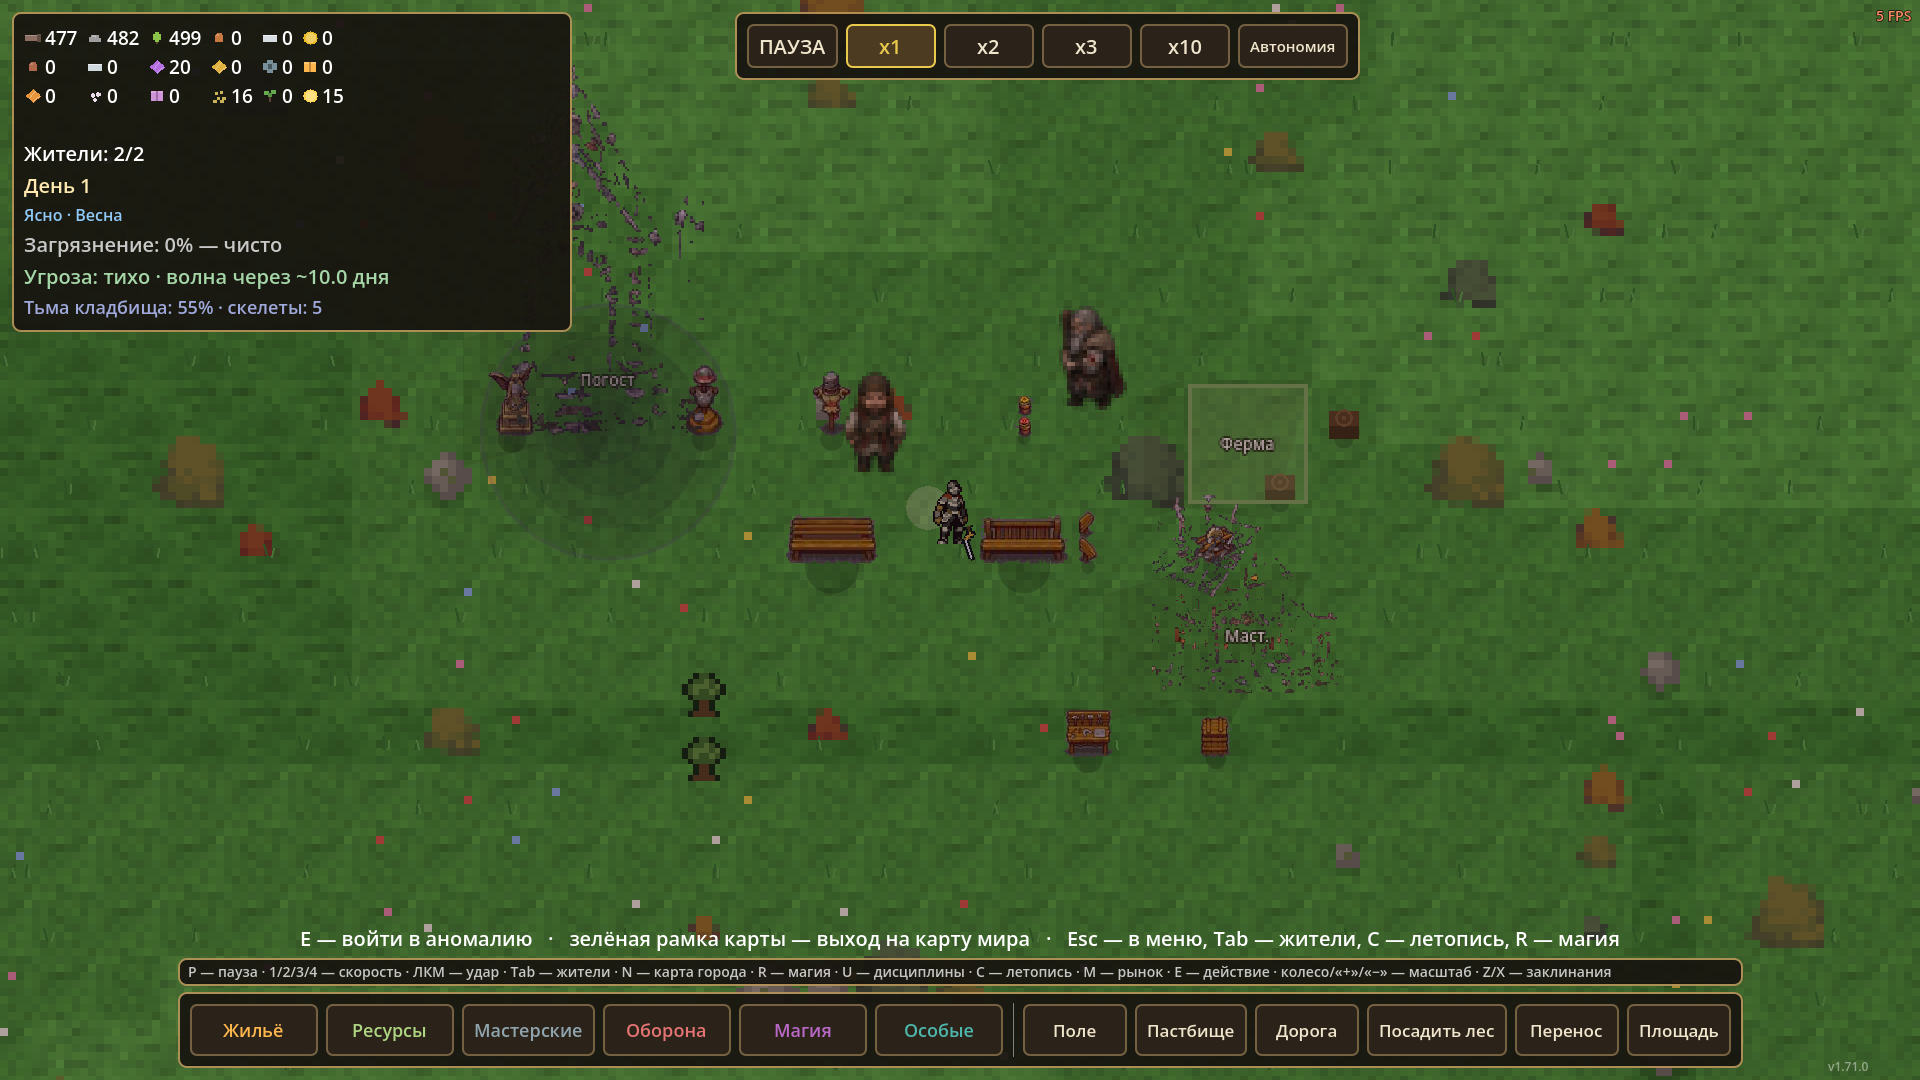 477 482 499 0 0 0
0 0 20 0 0 0
0 0 0 16 0 15
Жители: 2/2
День 1
Ясно · Весна
Загрязнение: 0% — чисто
Угроза: тихо · волна через ~10.0 дня
Тьма кладбища: 55% · скелеты: 5
ПАУЗА x1 x2 x3 x10 Автономия
5 FPS
Погост
Ферма
Маст.
E — войти в аномалию · зелёная рамка карты — выход на карту мира · Esc — в меню, Tab — жители, C — летопись, R — магия
P — пауза · 1/2/3/4 — скорость · ЛКМ — удар · Tab — жители · N — карта города · R — магия · U — дисциплины · C — летопись · M — рынок · E — действие · колесо/«+»/«−» — масштаб · Z/X — заклинания
Жильё Ресурсы Мастерские Оборона Магия Особые Поле Пастбище Дорога Посадить лес Перенос Площадь
v1.71.0